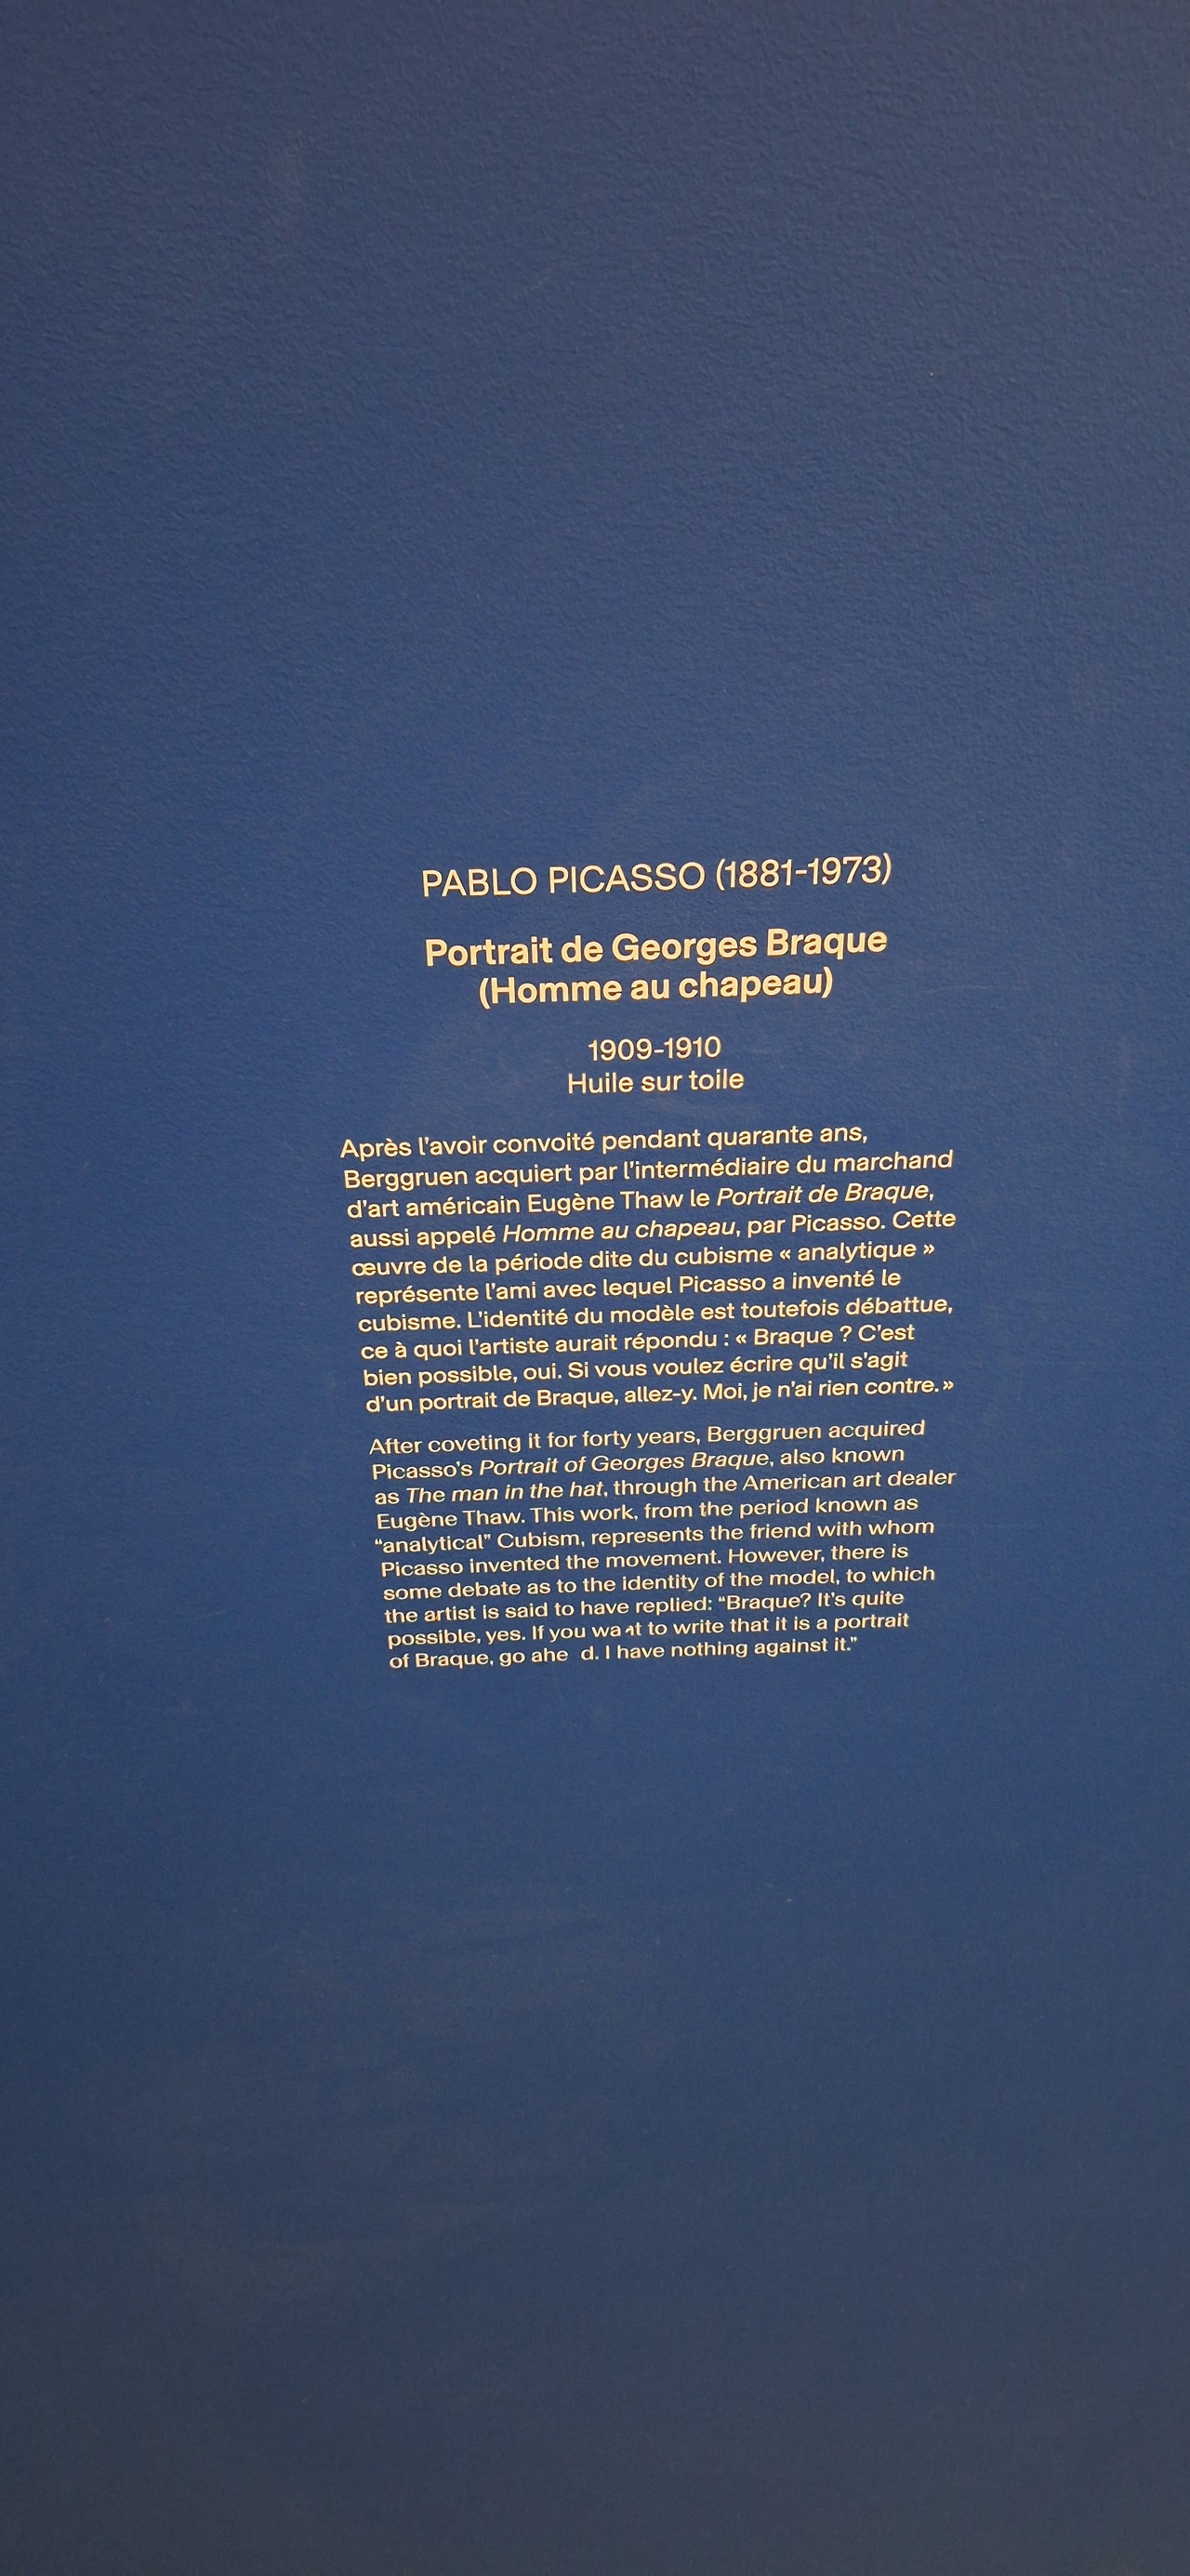 PABLO PICASSO (1881-1973)
Portrait de Georges Braque
(Homme au chapeau)
1909-1910
Huile sur toile
Après l'avoir convoité pendant quarante ans,
Berggruen acquiert par l'intermédiaire du marchand
d'art américain Eugène Thaw le Portrait de Braque,
aussi appelé Homme au chapeau, par Picasso. Cette
œuvre de la période dite du cubisme « analytique »
représente l'ami avec lequel Picasso a inventé le
cubisme. L'identité du modèle est toutefois débattue,
ce à quoi l'artiste aurait répondu : « Braque ? C'est
bien possible, oui. Si vous voulez écrire qu'il s'agit
d'un portrait de Braque, allez-y. Moi, je n'ai rien contre. »
After coveting it for forty years, Berggruen acquired
Picasso's Portrait of Georges Braque, also known
as The man in the hat, through the American art dealer
Eugène Thaw. This work, from the period known as
“analytical” Cubism, represents the friend with whom
Picasso invented the movement. However, there is
some debate as to the identity of the model, to which
the artist is said to have replied: “Braque? It's quite
possible, yes. If you want to write that it is a portrait
of Braque, go ahe d. I have nothing against it.”